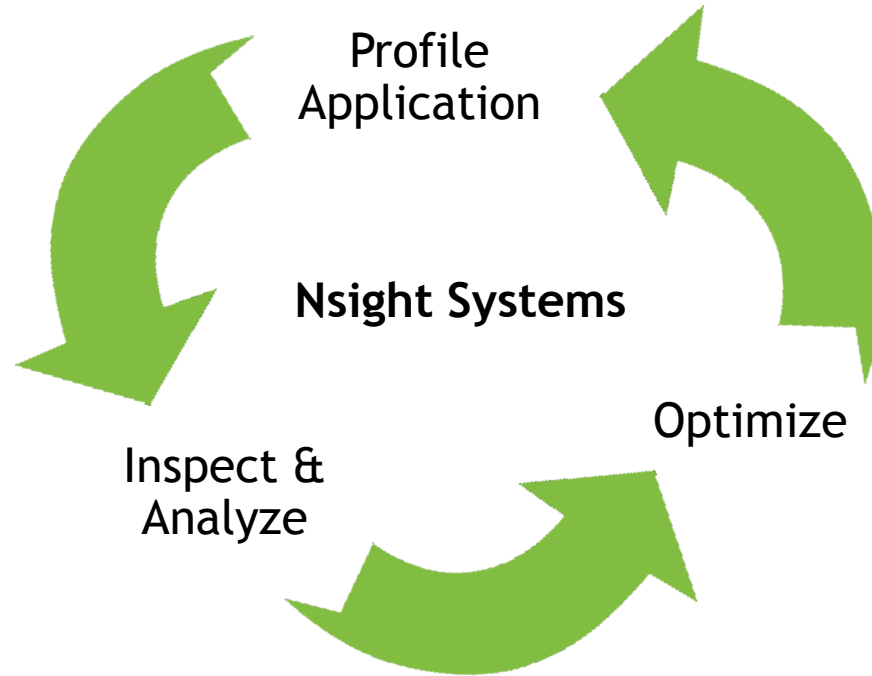 Profile
Application
Nsight Systems
Optimize
Inspect &
Analyze